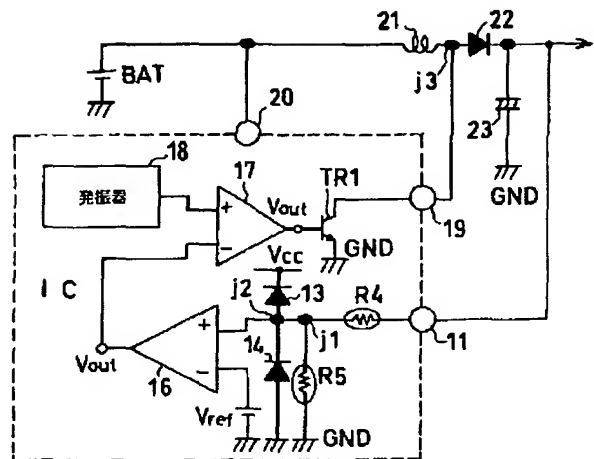 21
22
BAT
20
j3
23
GND
18
発振器
17
+
-
Vout
TR1
19
GND
Vcc
IC
j2
13
R4
j1
11
+
-
Vout
16
14
R5
Vref
GND